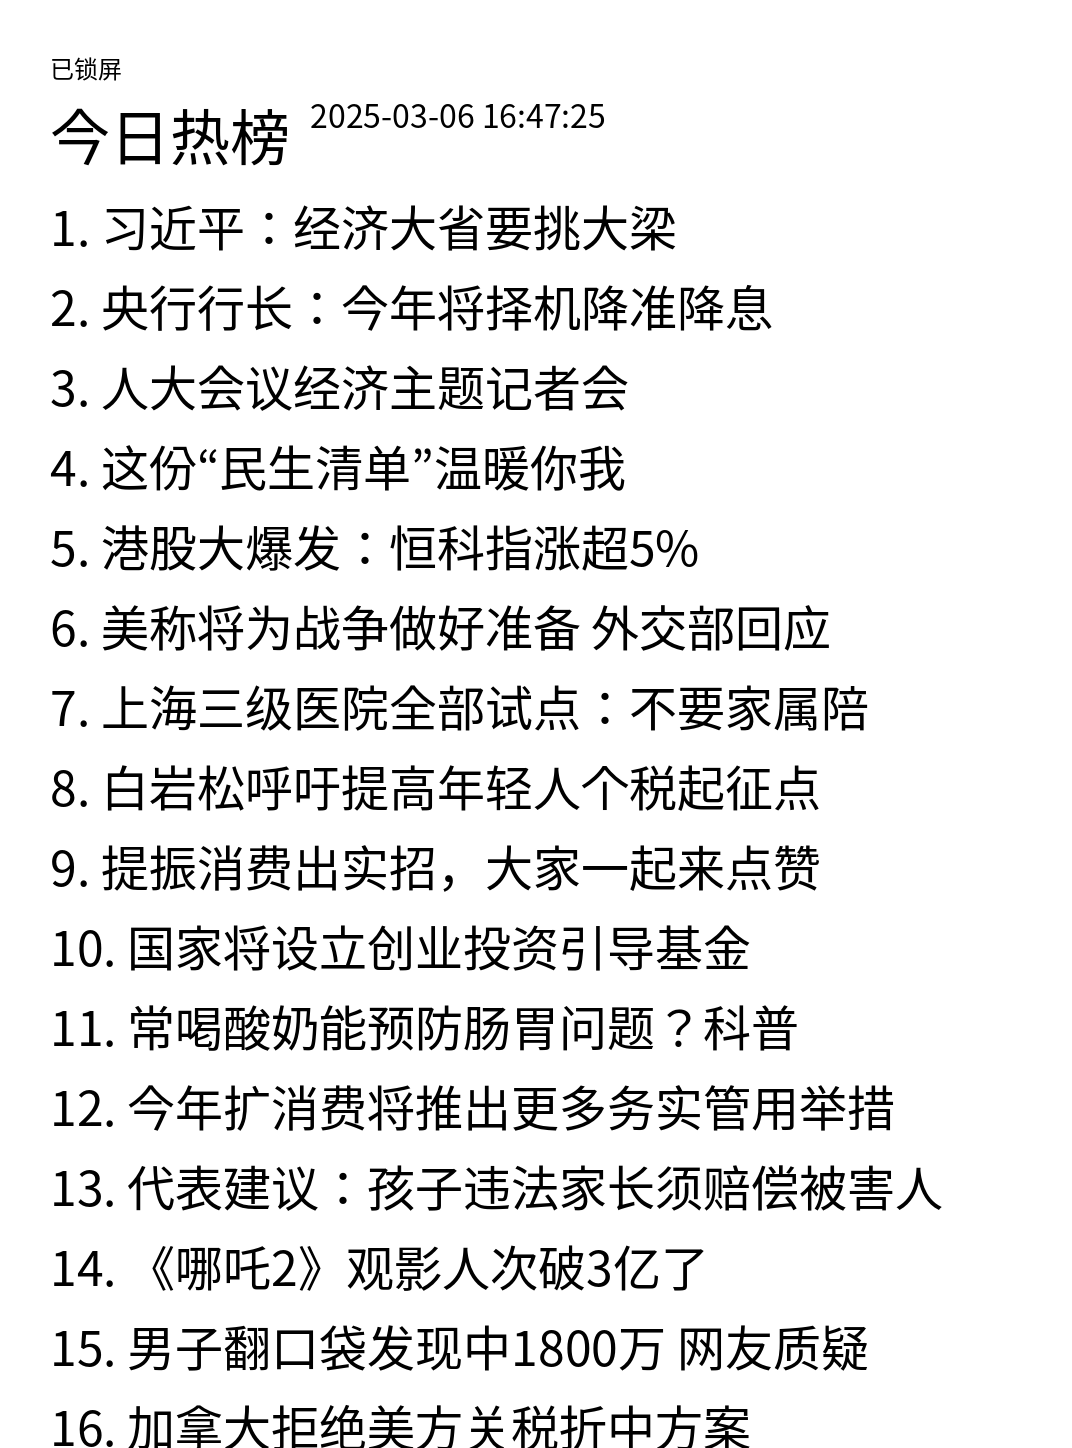 已锁屏
今日热榜 2025-03-06 16:47:25
1. 习近平：经济大省要挑大梁
2. 央行行长：今年将择机降准降息
3. 人大会议经济主题记者会
4. 这份“民生清单”温暖你我
5. 港股大爆发：恒科指涨超5%
6. 美称将为战争做好准备 外交部回应
7. 上海三级医院全部试点：不要家属陪
8. 白岩松呼吁提高年轻人个税起征点
9. 提振消费出实招，大家一起来点赞
10. 国家将设立创业投资引导基金
11. 常喝酸奶能预防肠胃问题？科普
12. 今年扩消费将推出更多务实管用举措
13. 代表建议：孩子违法家长须赔偿被害人
14. 《哪吒2》观影人次破3亿了
15. 男子翻口袋发现中1800万 网友质疑
16. 加拿大拒绝美方关税折中方案